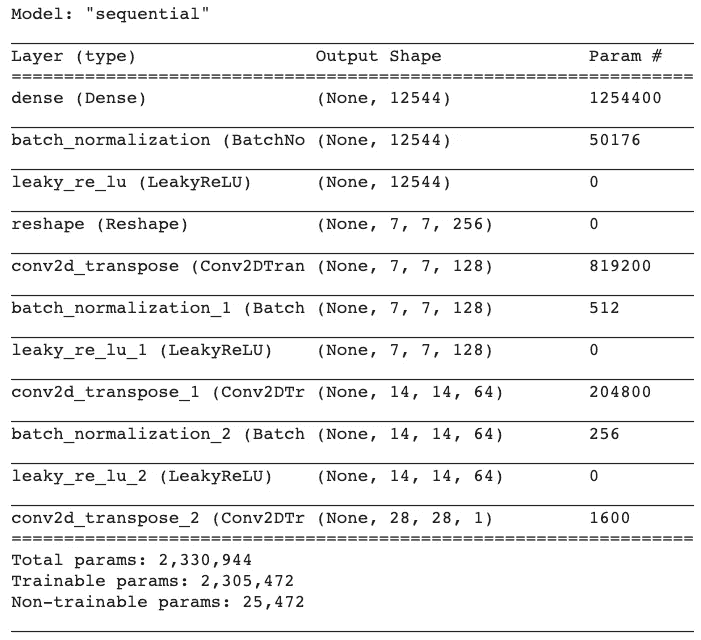 Model: "sequential"
Layer (type) Output Shape Param #
=================================================================
dense (Dense) (None, 12544) 1254400
batch_normalization (BatchNo (None, 12544) 50176
leaky_re_lu (LeakyReLU) (None, 12544) 0
reshape (Reshape) (None, 7, 7, 256) 0
conv2d_transpose (Conv2DTran (None, 7, 7, 128) 819200
batch_normalization_1 (Batch (None, 7, 7, 128) 512
leaky_re_lu_1 (LeakyReLU) (None, 7, 7, 128) 0
conv2d_transpose_1 (Conv2DTr (None, 14, 14, 64) 204800
batch_normalization_2 (Batch (None, 14, 14, 64) 256
leaky_re_lu_2 (LeakyReLU) (None, 14, 14, 64) 0
conv2d_transpose_2 (Conv2DTr (None, 28, 28, 1) 1600
=================================================================
Total params: 2,330,944
Trainable params: 2,305,472
Non-trainable params: 25,472